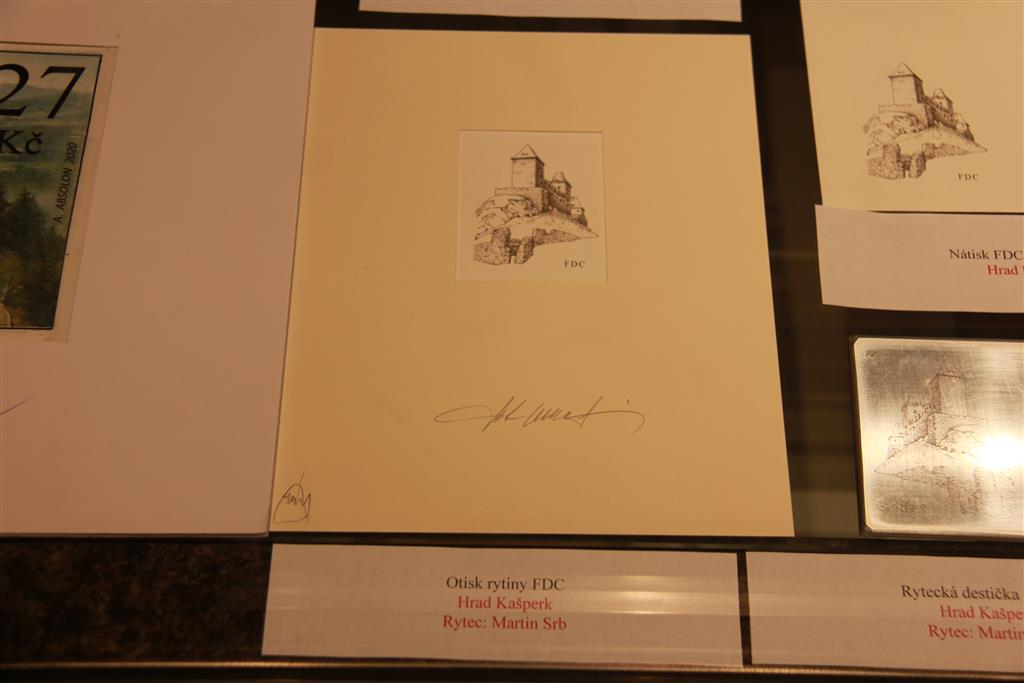 27
Kč
A. ABSOLON 2020
FDC
Otisk rytiny FDC
Hrad Kašperk
Rytec: Martin Srb
FDC
Nátisk FDC
Hrad
Rytecká destička
Hrad Kašpe
Rytec: Martin